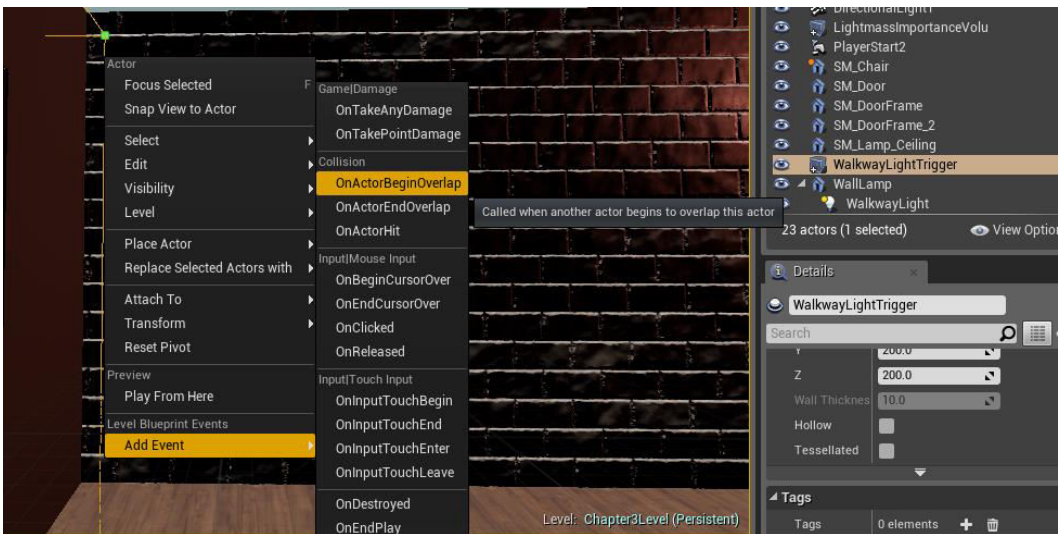 Actor
Focus Selected F
Snap View to Actor
Select
Edit
Visibility
Level
Place Actor
Replace Selected Actors with
Attach To
Transform
Reset Pivot
Preview
Play From Here
Level Blueprint Events
Add Event
Game|Damage
OnTakeAnyDamage
OnTakePointDamage
Collision
OnActorBeginOverlap
OnActorEndOverlap
OnActorHit
Input|Mouse Input
OnBeginCursorOver
OnEndCursorOver
OnClicked
OnReleased
Input|Touch Input
OnInputTouchBegin
OnInputTouchEnd
OnInputTouchEnter
OnInputTouchLeave
OnDestroyed
OnEndPlay
Called when another actor begins to overlap this actor
Level: Chapter3Level (Persistent)
DirectionalLight1
LightmassImportanceVolu
PlayerStart2
SM_Chair
SM_Door
SM_DoorFrame
SM_DoorFrame_2
SM_Lamp_Ceiling
WalkwayLightTrigger
WallLamp
WalkwayLight
23 actors (1 selected) View Option
Details
WalkwayLightTrigger
Search
Y 200.0
Z 200.0
Wall Thicknes 10.0
Hollow
Tessellated
Tags
Tags 0 elements